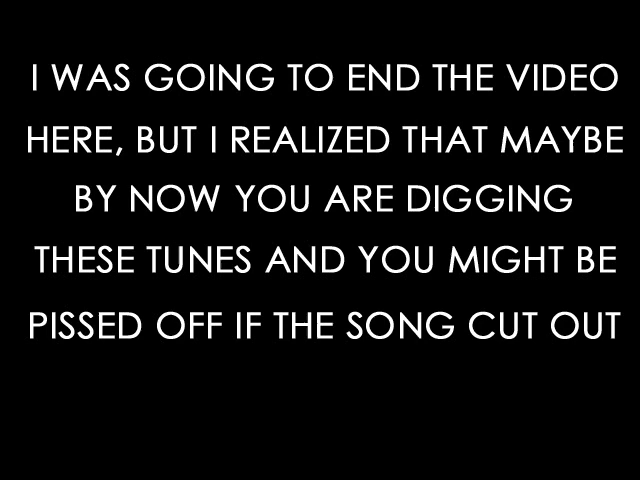 I WAS GOING TO END THE VIDEO
HERE, BUT I REALIZED THAT MAYBE
BY NOW YOU ARE DIGGING
THESE TUNES AND YOU MIGHT BE
PISSED OFF IF THE SONG CUT OUT